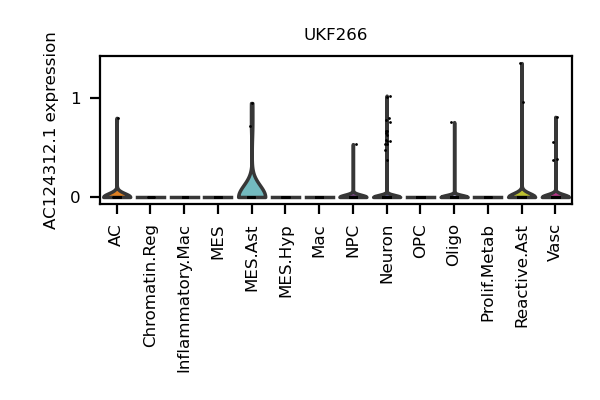 UKF266
AC124312.1 expression
1
0
AC
Chromatin.Reg
Inflammatory.Mac
MES
MES.Ast
MES.Hyp
Mac
NPC
Neuron
OPC
Oligo
Prolif.Metab
Reactive.Ast
Vasc